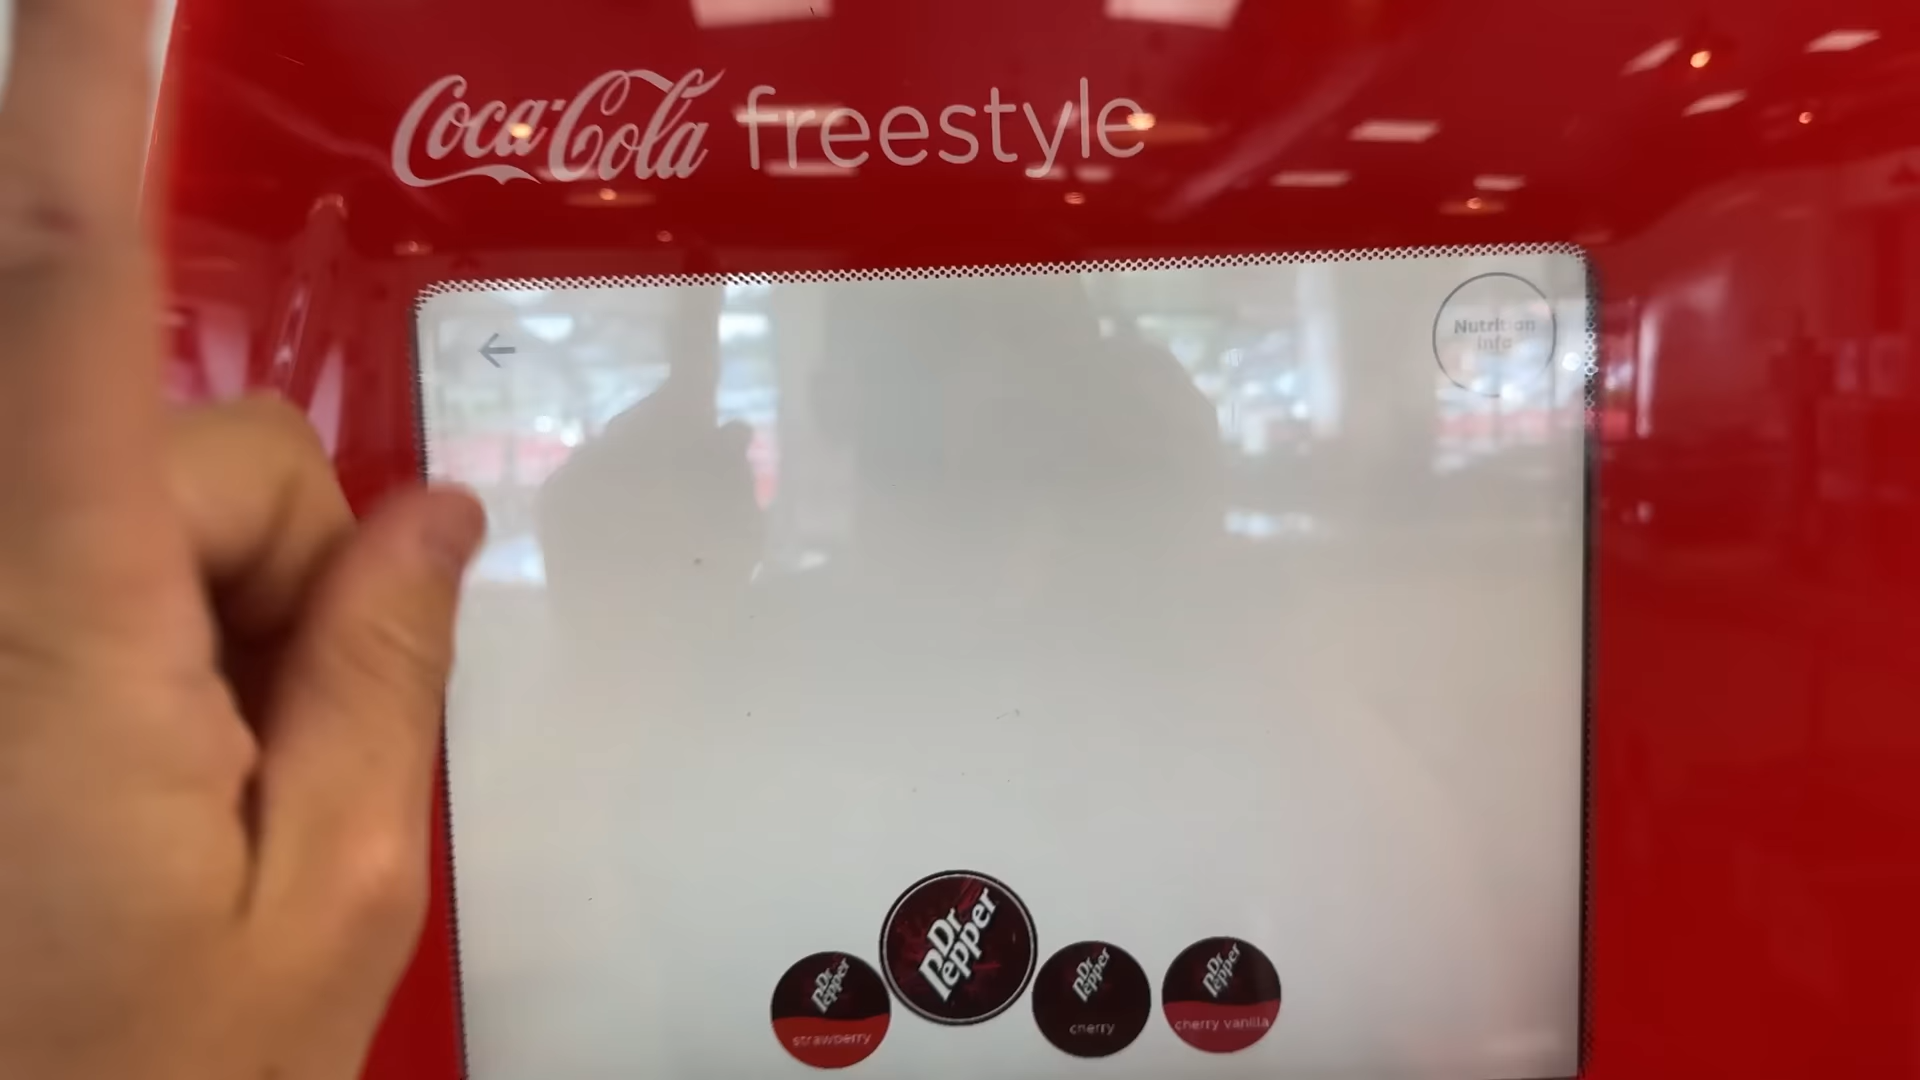 Coca-Cola freestyle
Nutrition
info
Dr
Pepper
strawberry
Dr
Pepper
Dr
Pepper
cherry
Dr
Pepper
cherry vanilla